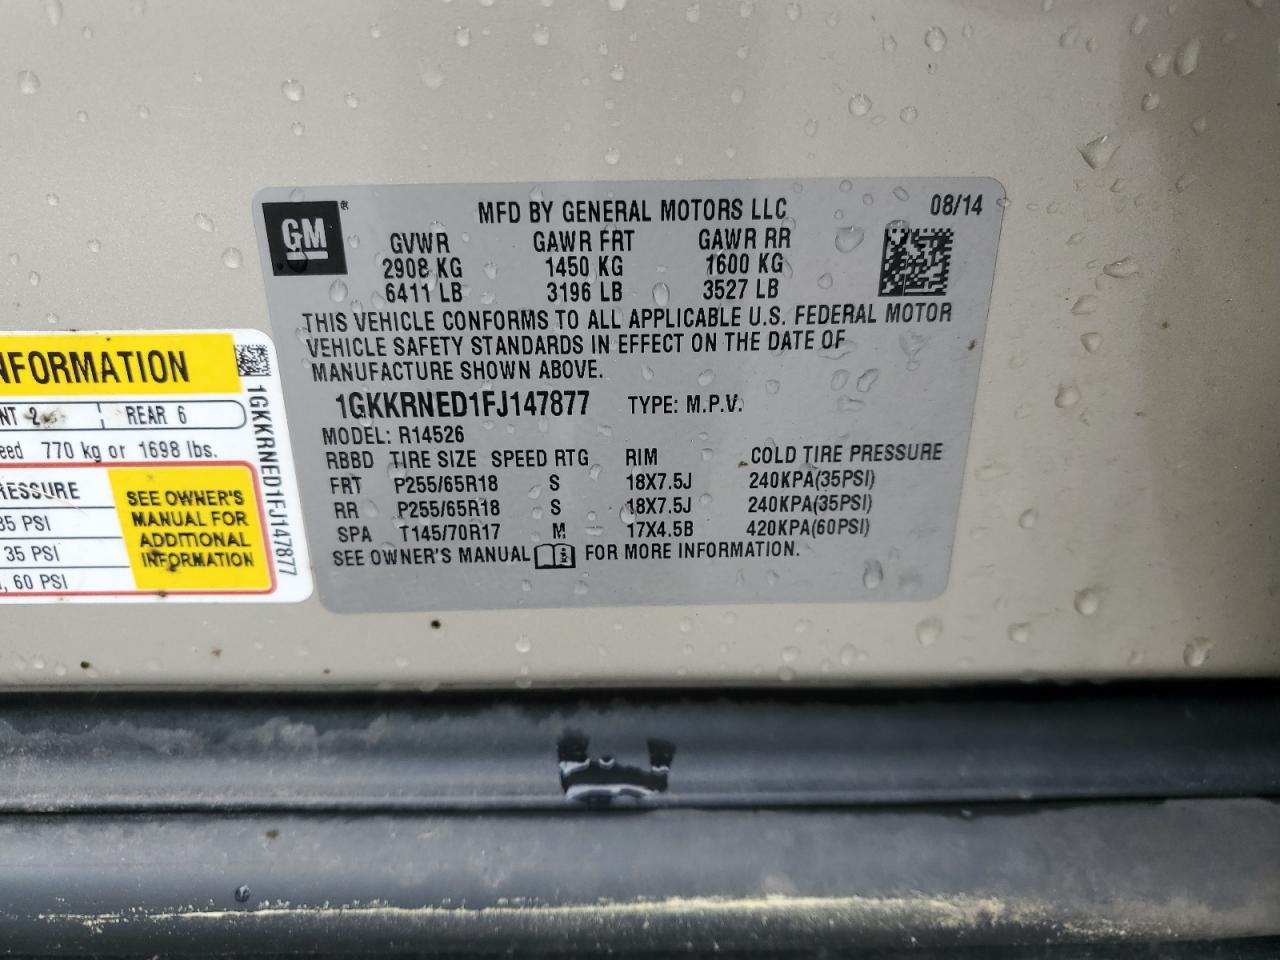 GM ®
MFD BY GENERAL MOTORS LLC 08/14
GVWR GAWR FRT GAWR RR
2908 KG 1450 KG 1600 KG
6411 LB 3196 LB 3527 LB
THIS VEHICLE CONFORMS TO ALL APPLICABLE U.S. FEDERAL MOTOR
VEHICLE SAFETY STANDARDS IN EFFECT ON THE DATE OF
MANUFACTURE SHOWN ABOVE.
1GKKRNED1FJ147877 TYPE: M.P.V.
MODEL: R14526
RBBD TIRE SIZE SPEED RTG RIM COLD TIRE PRESSURE
FRT P255/65R18 S 18X7.5J 240KPA(35PSI)
RR P255/65R18 S 18X7.5J 240KPA(35PSI)
SPA T145/70R17 M 17X4.5B 420KPA(60PSI)
SEE OWNER'S MANUAL FOR MORE INFORMATION.
NFORMATION
NT 2 REAR 6
eed 770 kg or 1698 lbs.
RESSURE
35 PSI
35 PSI
, 60 PSI
SEE OWNER'S
MANUAL FOR
ADDITIONAL
INFORMATION
1GKKRNED1FJ147877